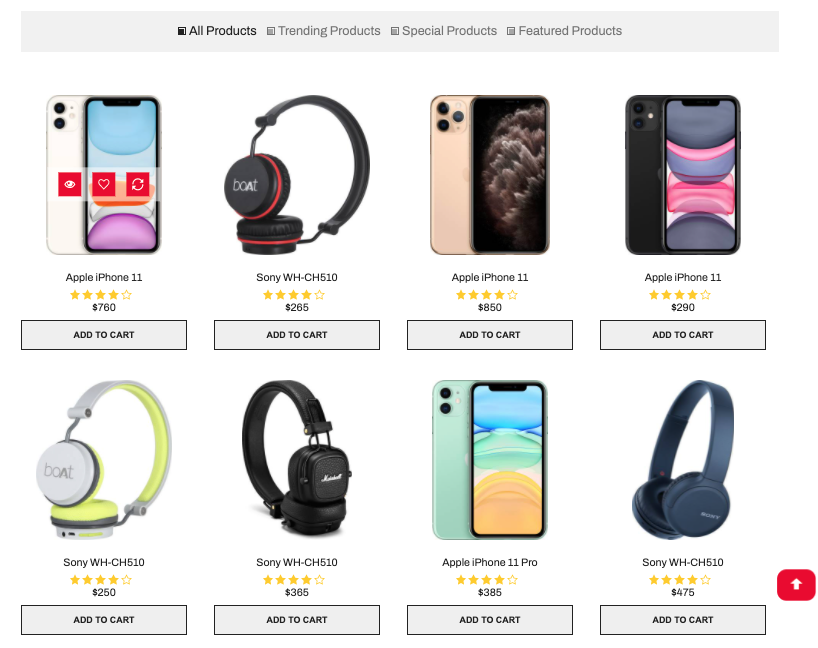 All Products Trending Products Special Products Featured Products
boAt
Apple iPhone 11 Sony WH-CH510 Apple iPhone 11 Apple iPhone 11
$760 $265 $850 $290
ADD TO CART ADD TO CART ADD TO CART ADD TO CART
boAt
Marshall
SONY
Sony WH-CH510 Sony WH-CH510 Apple iPhone 11 Pro Sony WH-CH510
$250 $365 $385 $475
ADD TO CART ADD TO CART ADD TO CART ADD TO CART